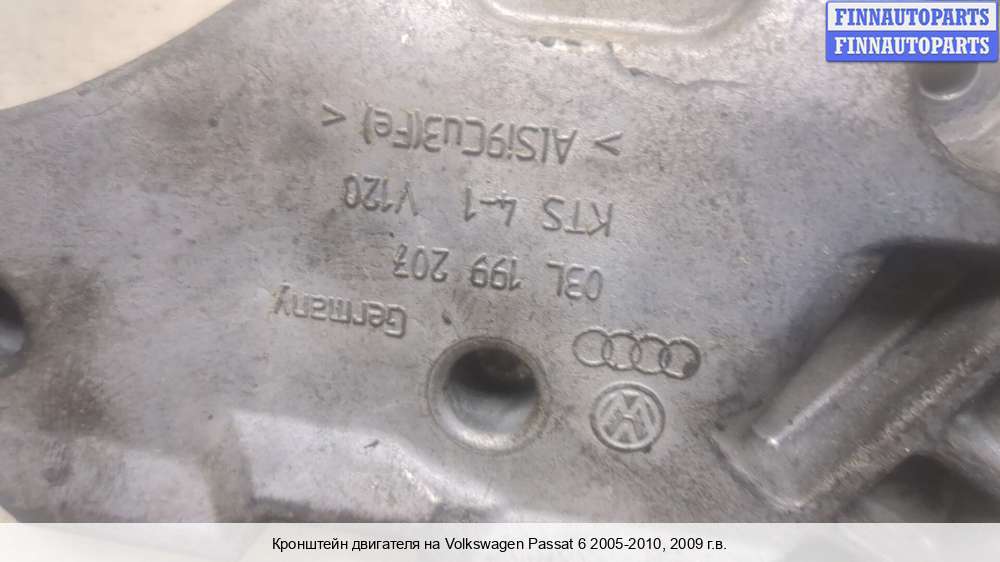 FINNAUTOPARTS
FINNAUTOPARTS
Germany
03L 199 207
KTS 4-1 V120
> AlSi9Cu3(Fe) <
Кронштейн двигателя на Volkswagen Passat 6 2005-2010, 2009 г.в.